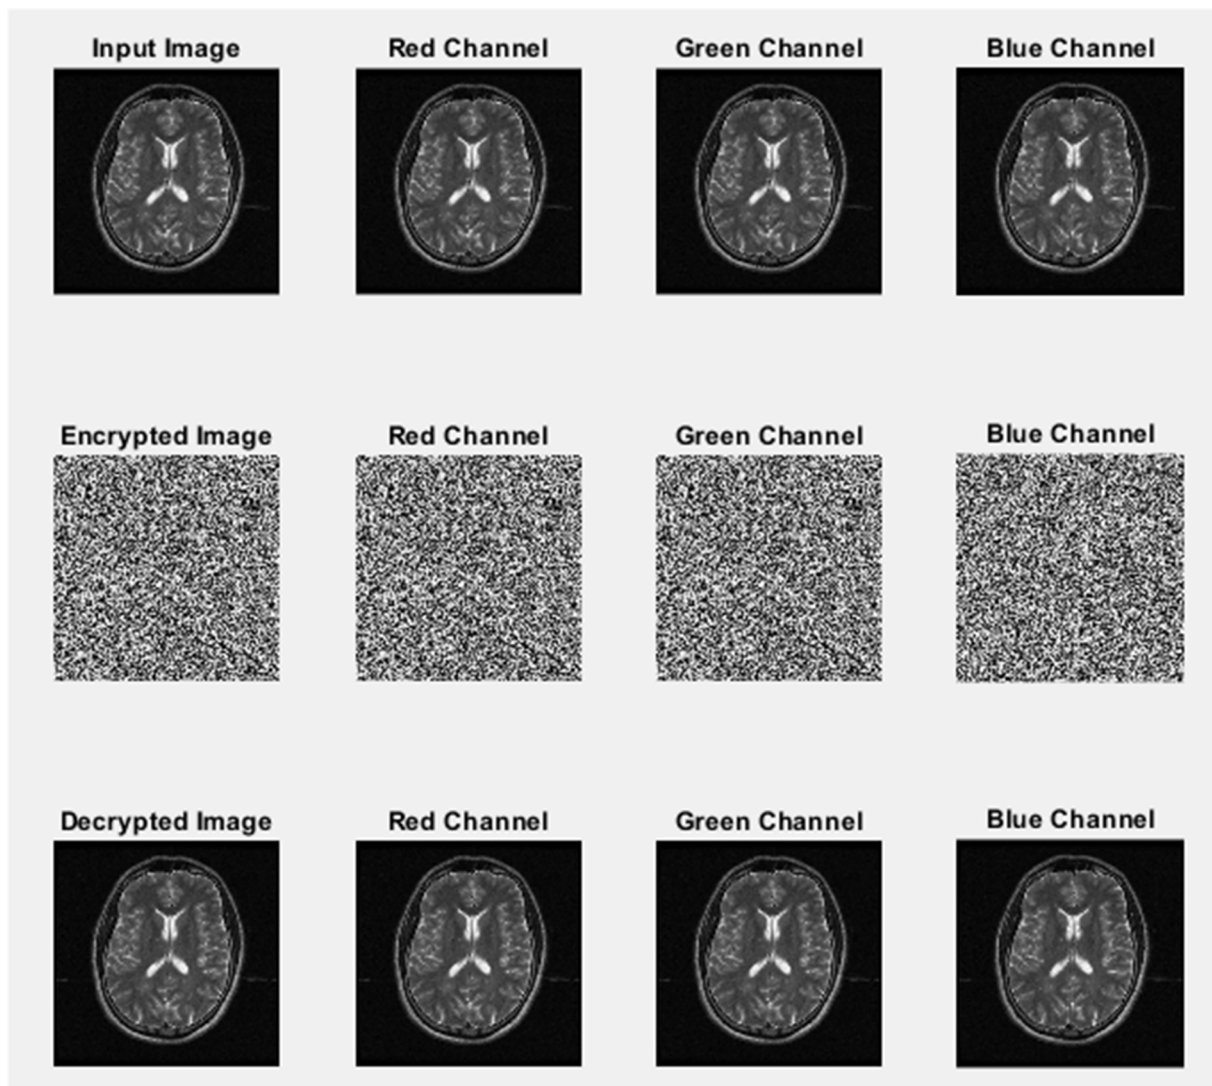 Input Image
Red Channel
Green Channel
Blue Channel
Encrypted Image
Red Channel
Green Channel
Blue Channel
Decrypted Image
Red Channel
Green Channel
Blue Channel